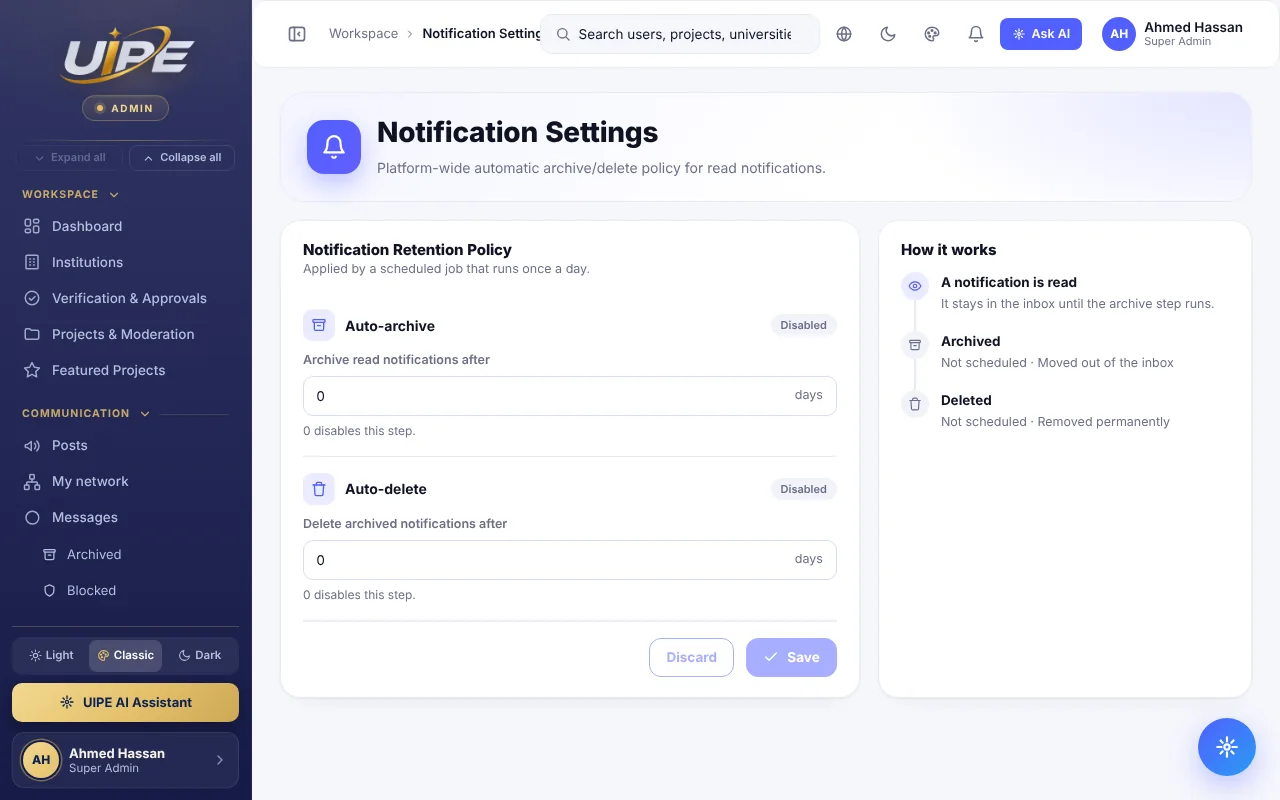 UIPE
ADMIN
Expand all
Collapse all
WORKSPACE
Dashboard
Institutions
Verification & Approvals
Projects & Moderation
Featured Projects
COMMUNICATION
Posts
My network
Messages
Archived
Blocked
Light
Classic
Dark
UIPE AI Assistant
AH
Ahmed Hassan
Super Admin
Workspace
Notification Setting
Search users, projects, universitie
Ask AI
AH
Ahmed Hassan
Super Admin
Notification Settings
Platform-wide automatic archive/delete policy for read notifications.
Notification Retention Policy
Applied by a scheduled job that runs once a day.
Auto-archive
Disabled
Archive read notifications after
0
days
0 disables this step.
Auto-delete
Disabled
Delete archived notifications after
0
days
0 disables this step.
Discard
Save
How it works
A notification is read
It stays in the inbox until the archive step runs.
Archived
Not scheduled · Moved out of the inbox
Deleted
Not scheduled · Removed permanently